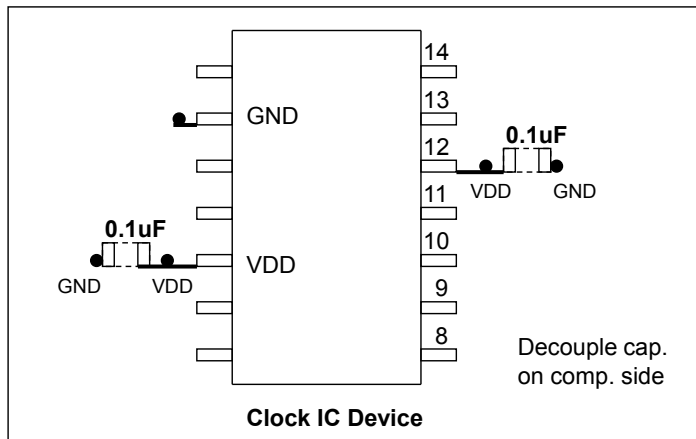 14
GND
13
12
0.1uF
VDD
GND
11
0.1uF
VDD
10
GND
VDD
9
8
Decouple cap.
on comp. side
Clock IC Device